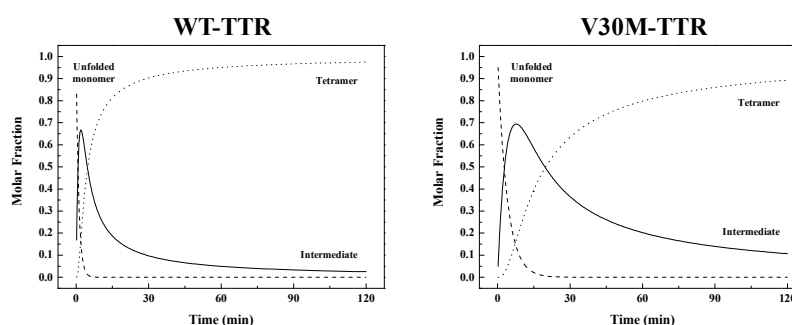 WT-TTR
1.0
0.9
0.8
0.7
0.6
0.5
0.4
0.3
0.2
0.1
0.0
Molar Fraction
Unfolded
monomer
Tetramer
Intermediate
0 30 60 90 120
Time (min)
V30M-TTR
1.0
0.9
0.8
0.7
0.6
0.5
0.4
0.3
0.2
0.1
0.0
Molar Fraction
Unfolded
monomer
Tetramer
Intermediate
0 30 60 90 120
Time (min)